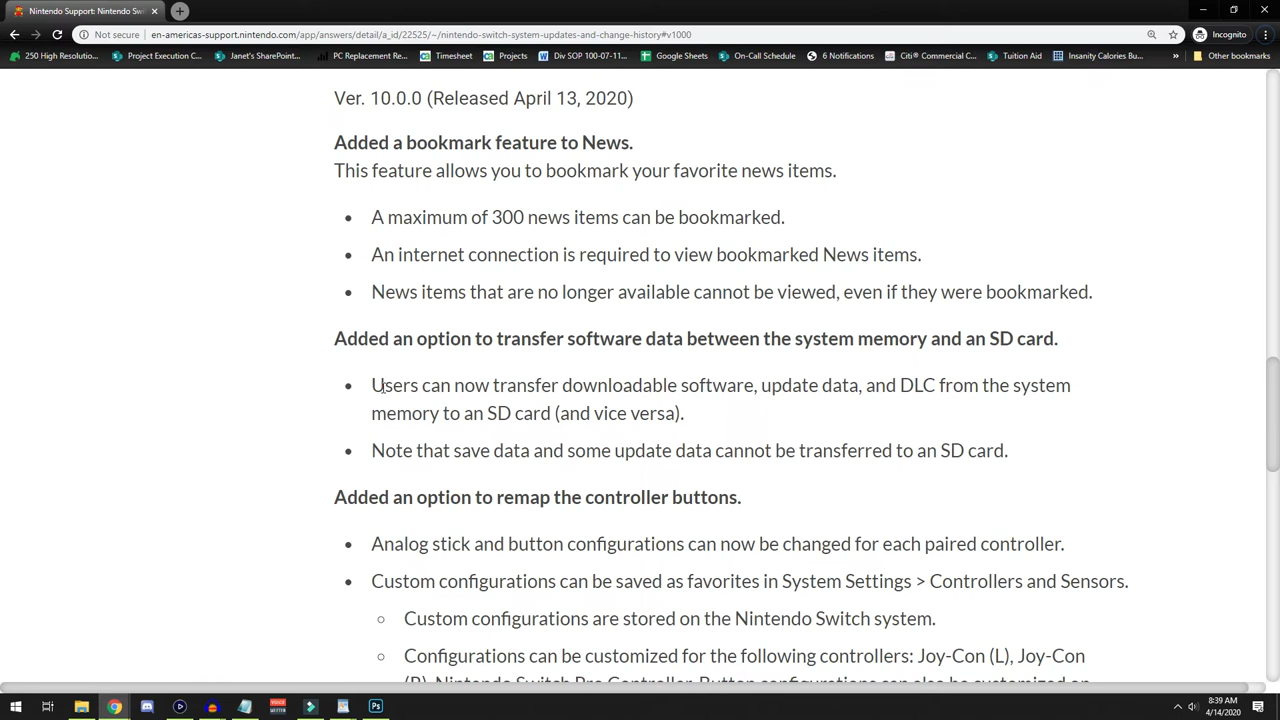 Nintendo Support: Nintendo Sw
Not secure
en-americas-support.nintendo.com/app/answers/detail/a_id/22525/~/nintendo-switch-system-updates-and-change-history#v1000
Incognito
250 High Resolutio...
Project Execution C...
Janet's SharePoint...
PC Replacement Re...
Timesheet
Projects
Div SOP 100-07-11...
Google Sheets
On-Call Schedule
6 Notifications
Citi® Commercial C...
Tuition Aid
Insanity Calories Bu...
»
Other bookmarks
Ver. 10.0.0 (Released April 13, 2020)
Added a bookmark feature to News.
This feature allows you to bookmark your favorite news items.
• A maximum of 300 news items can be bookmarked.
• An internet connection is required to view bookmarked News items.
• News items that are no longer available cannot be viewed, even if they were bookmarked.
Added an option to transfer software data between the system memory and an SD card.
• Users can now transfer downloadable software, update data, and DLC from the system
memory to an SD card (and vice versa).
• Note that save data and some update data cannot be transferred to an SD card.
Added an option to remap the controller buttons.
• Analog stick and button configurations can now be changed for each paired controller.
• Custom configurations can be saved as favorites in System Settings > Controllers and Sensors.
○ Custom configurations are stored on the Nintendo Switch system.
○ Configurations can be customized for the following controllers: Joy-Con (L), Joy-Con
(R), Nintendo Switch Pro Controller. Button configurations can also be customized on
8:39 AM
4/14/2020